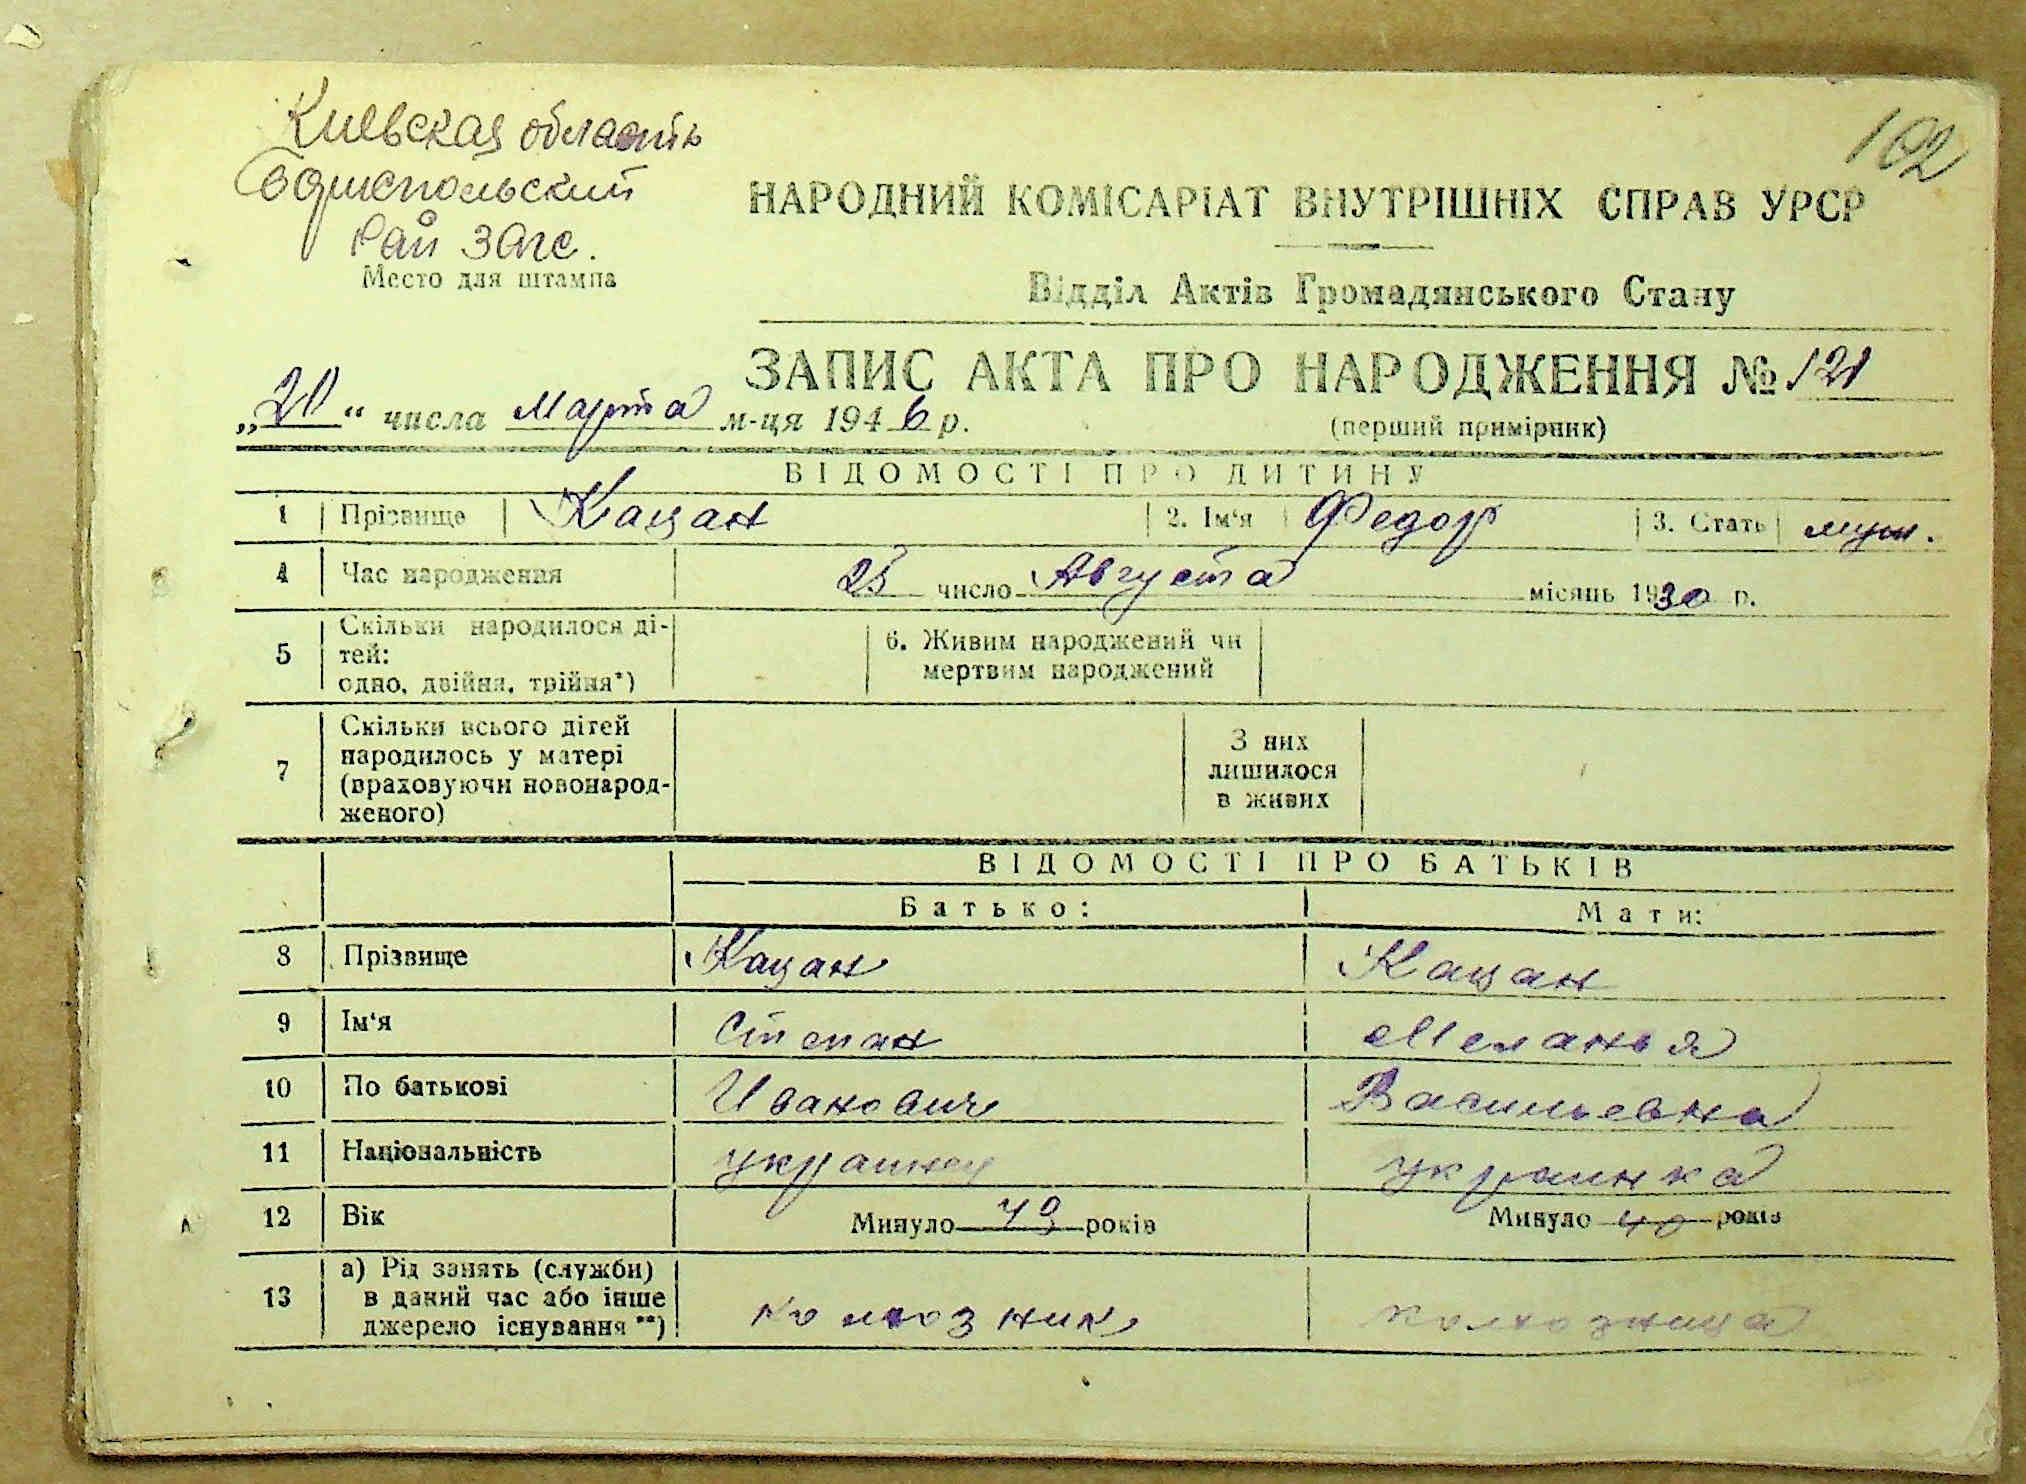 Киевская область
Бориспольский
Рай загс.
Место для штампа
102
НАРОДНИЙ КОМІСАРІАТ ВНУТРІШНІХ СПРАВ УРСР
Відділ Актів Громадянського Стану
ЗАПИС АКТА ПРО НАРОДЖЕННЯ № 121
„20“ числа Марта м-ця 1946 р.
(перший примірник)
ВІДОМОСТІ ПРО ДИТИНУ
1 Прізвище Кацан 2. Ім'я Федор 3. Стать муж.
4 Час народження 25 число Августа місяць 1930 р.
5 Скільки народилося ді-
тей:
одно, двійня, трійня*)
6. Живим народжений чи
мертвим народжений
7 Скільки всього дітей
народилось у матері
(враховуючи новонарод-
женого)
З них
лишилося
в живих
ВІДОМОСТІ ПРО БАТЬКІВ
Батько: Мати:
8 Прізвище Кацан Кацан
9 Ім'я Степан Меланья
10 По батькові Иванович Васильевна
11 Національність украинец украинка
12 Вік Минуло 49 років Минуло 40 років
13 а) Рід занять (служби)
в даний час або інше
джерело існування **)
колхозник колхозница